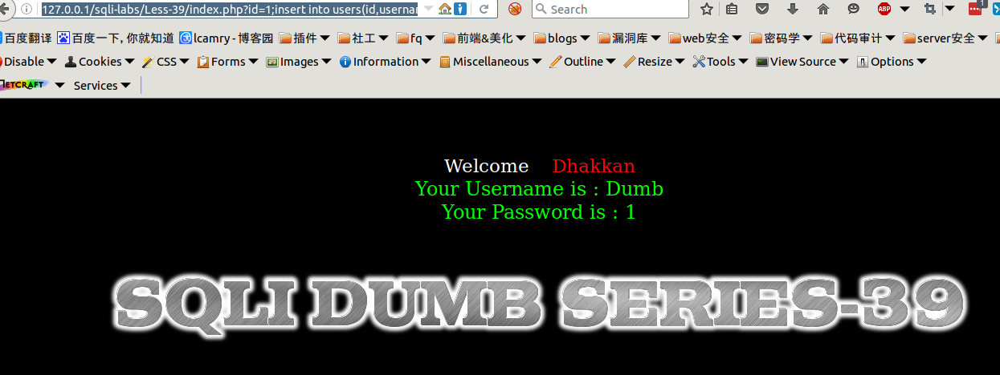 127.0.0.1/sqli-labs/Less-39/index.php?id=1;insert into users(id,usernar Search ABP 1
百度翻译 百度一下，你就知道 lcamry - 博客园 插件 社工 fq 前端&美化 blogs 漏洞库 web安全 密码学 代码审计 server安全
Disable Cookies CSS Forms Images Information Miscellaneous Outline Resize Tools View Source Options
NETCRAFT Services
Welcome Dhakkan
Your Username is : Dumb
Your Password is : 1
SQLI DUMB SERIES-39